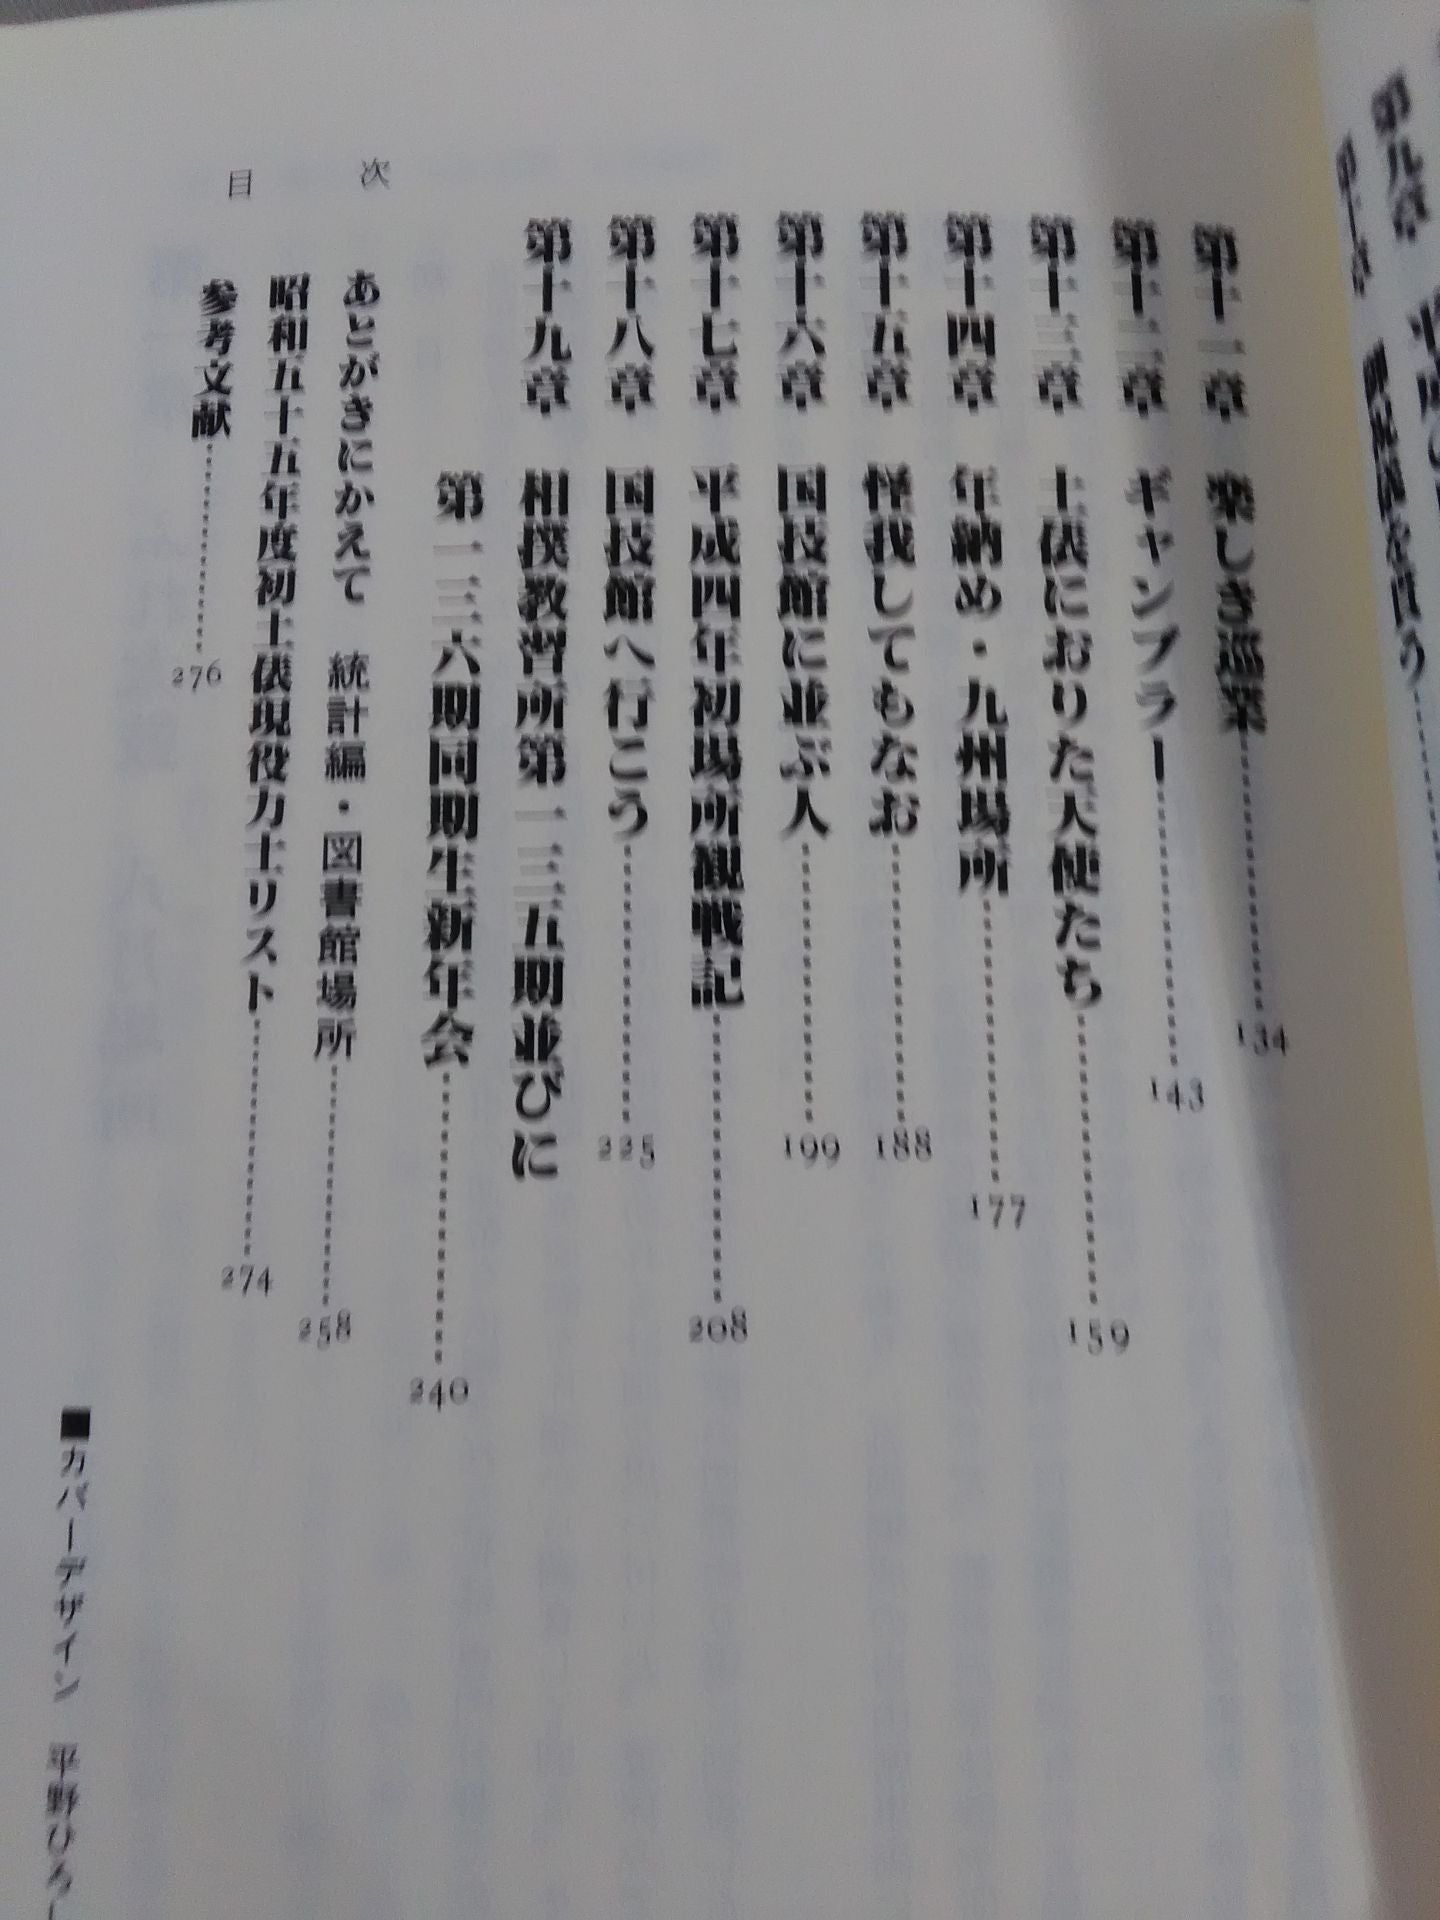 第九章
第十一章　楽しき巡業……134
第十二章　ギャンブラー……143
第十三章　土俵におりた天使たち……159
第十四章　年納め・九州場所……177
第十五章　怪我してもなお……188
第十六章　国技館に並ぶ人……199
第十七章　平成四年初場所観戦記……208
第十八章　国技館へ行こう……225
第十九章　相撲教習所第一三五期並びに
第一三六期同期生新年会……240
あとがきにかえて　統計編・図書館場所……258
昭和五十五年度初土俵現役力士リスト……274
参考文献……276
目　次
■カバーデザイン　平野ひろ